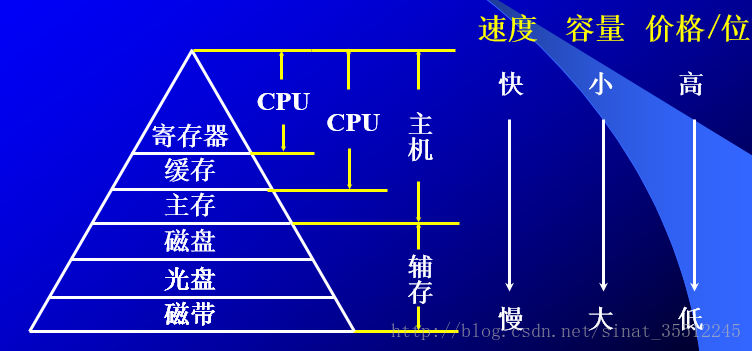 速度 容量 价格/位
快 小 高
CPU
CPU
主机
寄存器
缓存
主存
磁盘
辅存
光盘
磁带
慢 大 低
http://blog.csdn.net/sinat_35512245